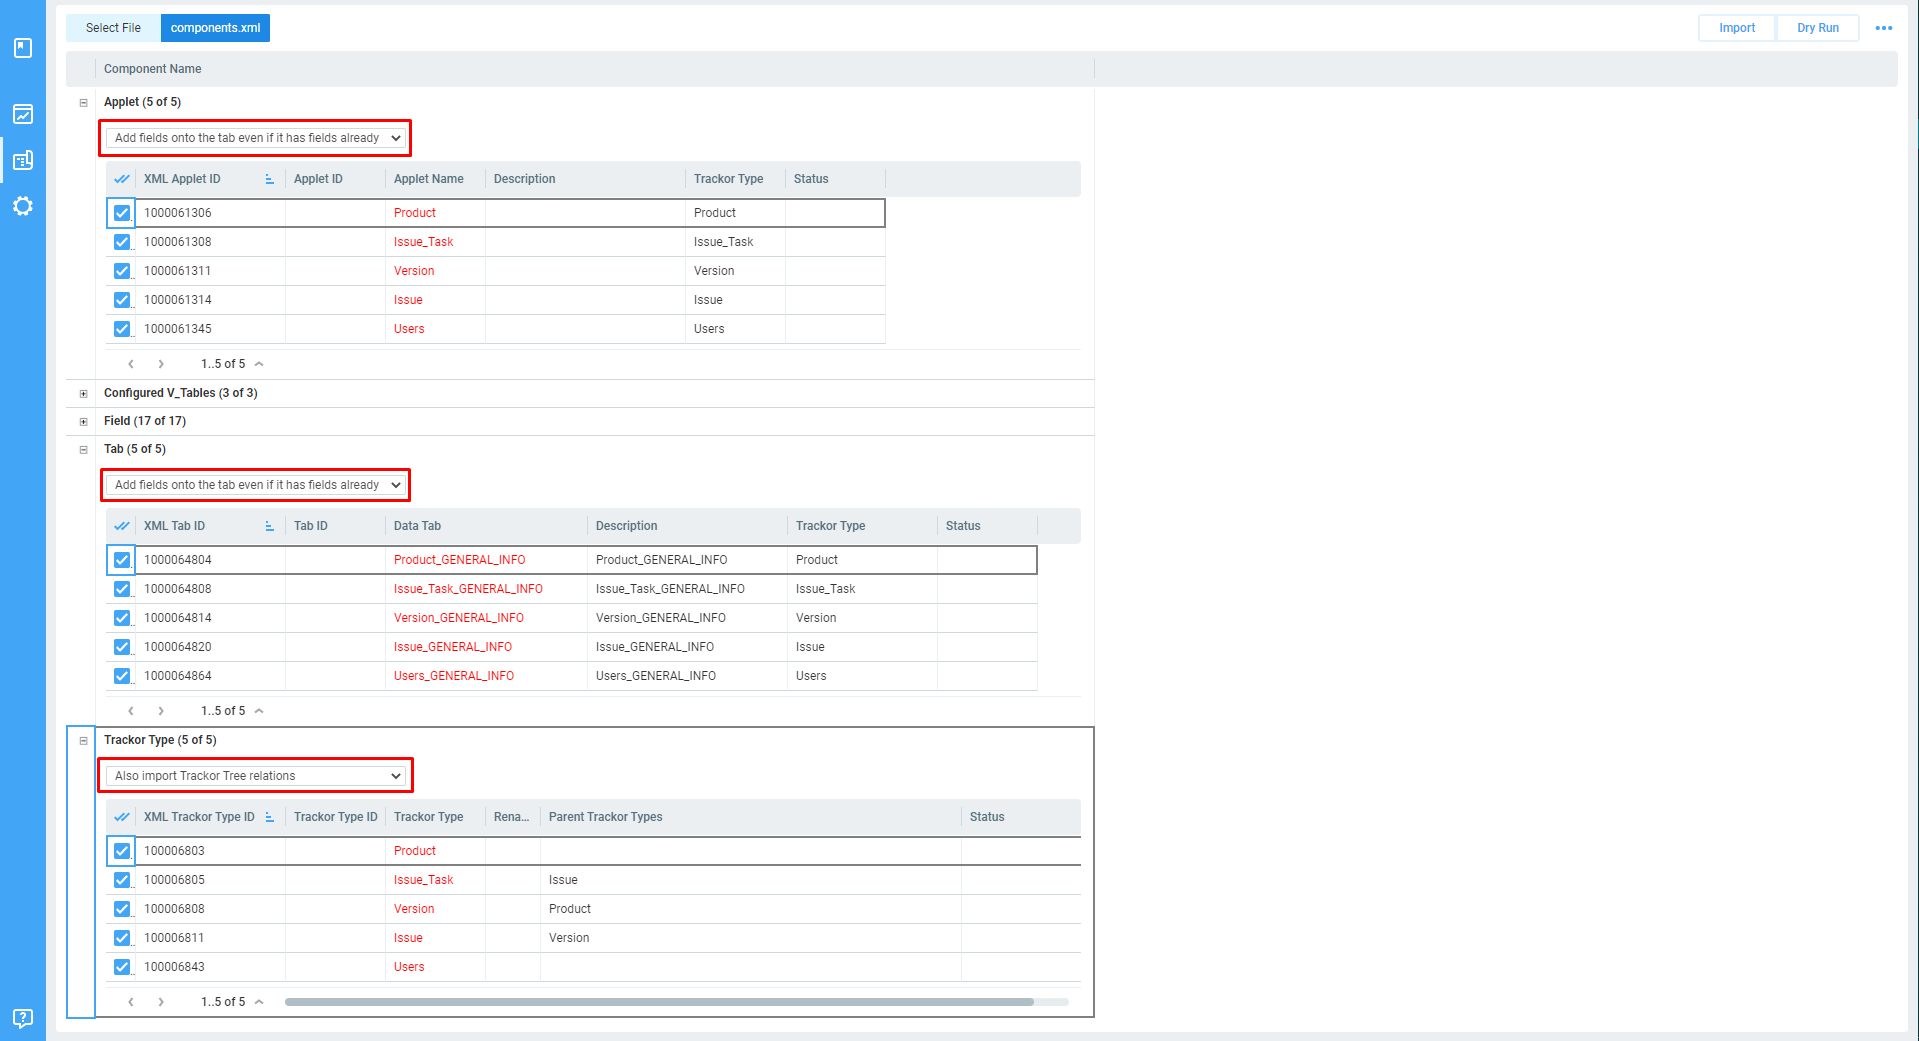 Select File components.xml Import Dry Run
Component Name
Applet (5 of 5)
Add fields onto the tab even if it has fields already
XML Applet ID Applet ID Applet Name Description Trackor Type Status
1000061306 Product Product
1000061308 Issue_Task Issue_Task
1000061311 Version Version
1000061314 Issue Issue
1000061345 Users Users
1..5 of 5
Configured V_Tables (3 of 3)
Field (17 of 17)
Tab (5 of 5)
Add fields onto the tab even if it has fields already
XML Tab ID Tab ID Data Tab Description Trackor Type Status
1000064804 Product_GENERAL_INFO Product_GENERAL_INFO Product
1000064808 Issue_Task_GENERAL_INFO Issue_Task_GENERAL_INFO Issue_Task
1000064814 Version_GENERAL_INFO Version_GENERAL_INFO Version
1000064820 Issue_GENERAL_INFO Issue_GENERAL_INFO Issue
1000064864 Users_GENERAL_INFO Users_GENERAL_INFO Users
1..5 of 5
Trackor Type (5 of 5)
Also import Trackor Tree relations
XML Trackor Type ID Trackor Type ID Trackor Type Rena... Parent Trackor Types Status
100006803 Product
100006805 Issue_Task Issue
100006808 Version Product
100006811 Issue Version
100006843 Users
1..5 of 5